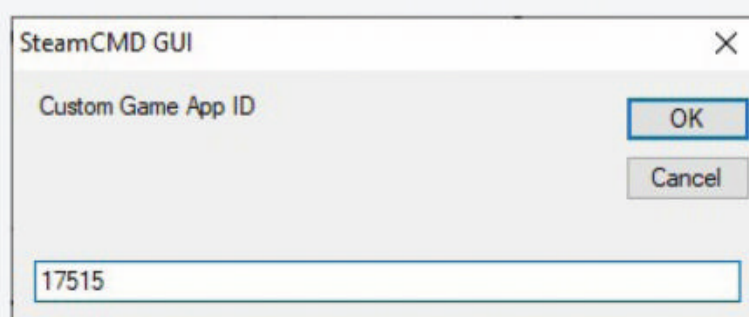 SteamCMD GUI
Custom Game App ID
OK
Cancel
17515